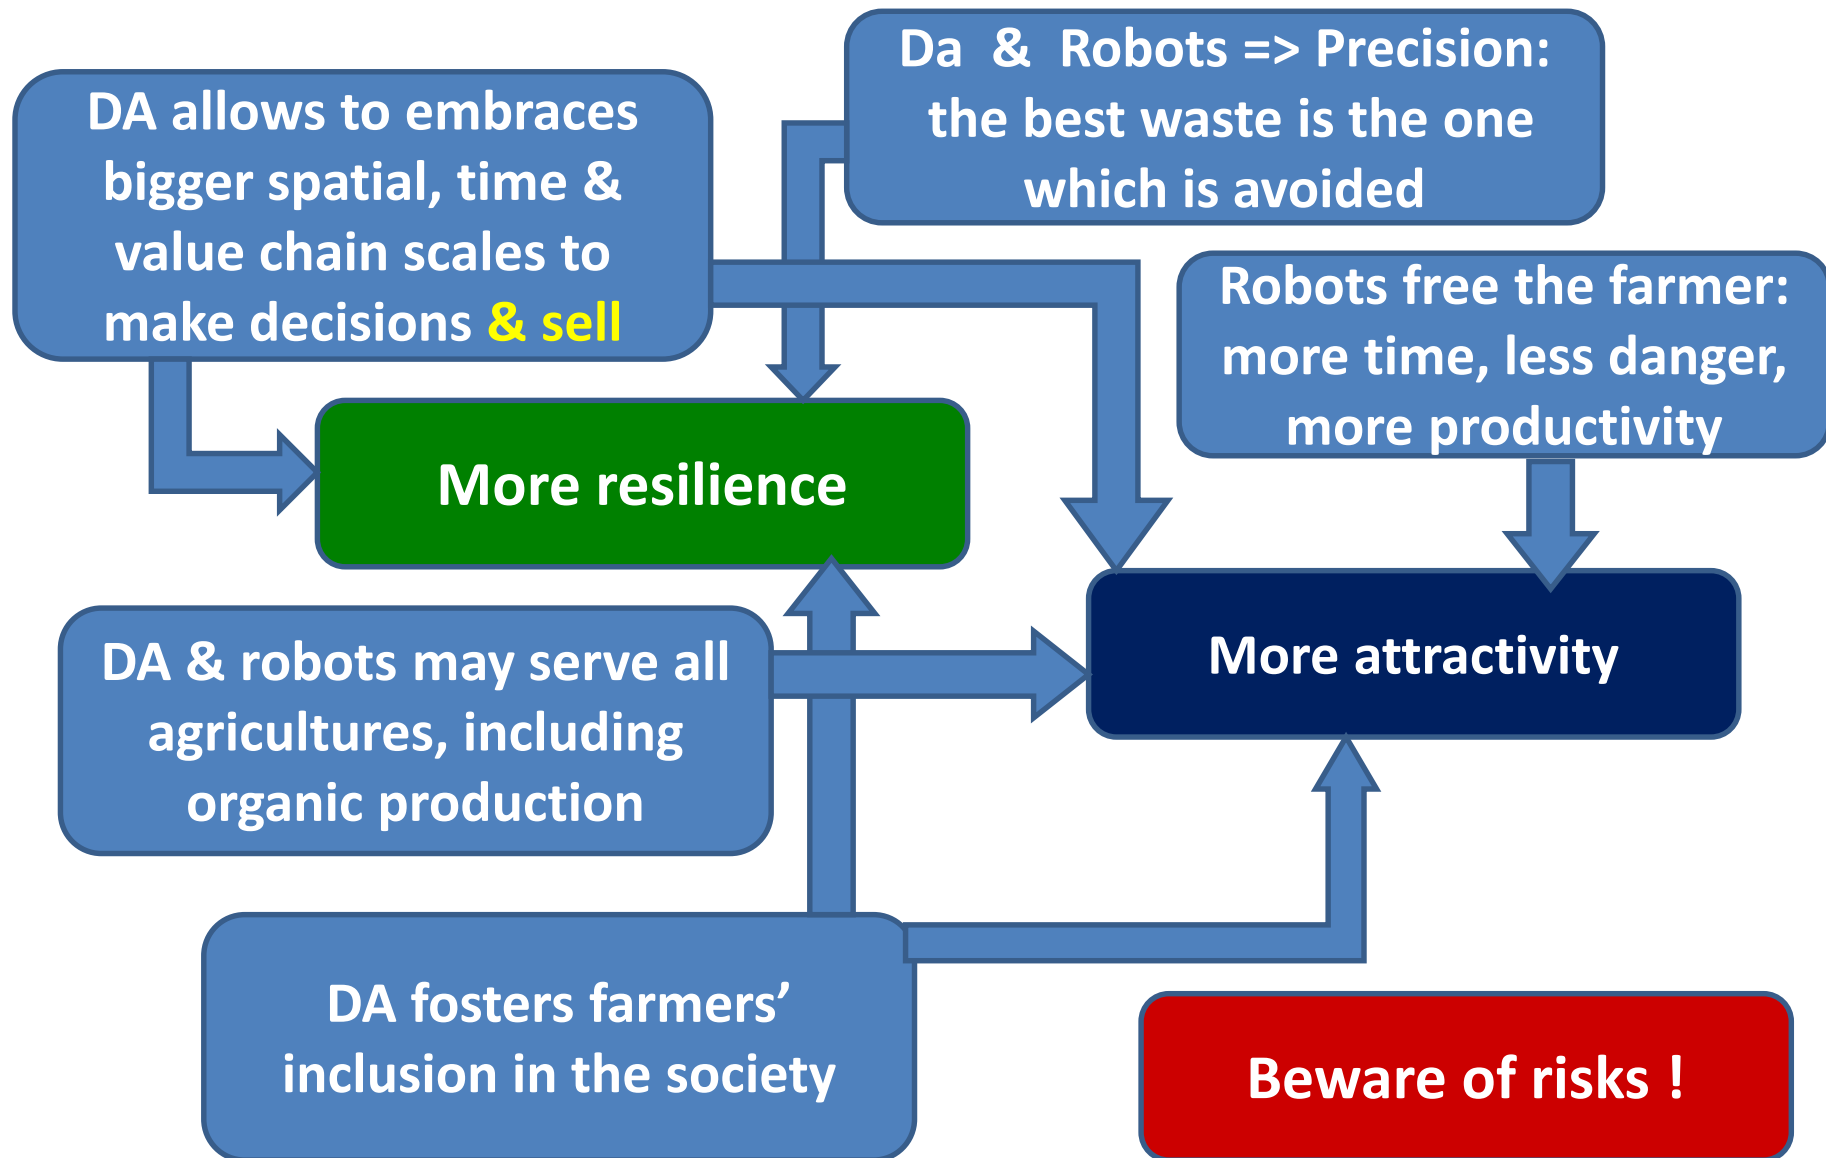 DA allows to embraces
bigger spatial, time &
value chain scales to
make decisions & sell
Da & Robots => Precision:
the best waste is the one
which is avoided
Robots free the farmer:
more time, less danger,
more productivity
More resilience
More attractivity
DA & robots may serve all
agricultures, including
organic production
DA fosters farmers’
inclusion in the society
Beware of risks !